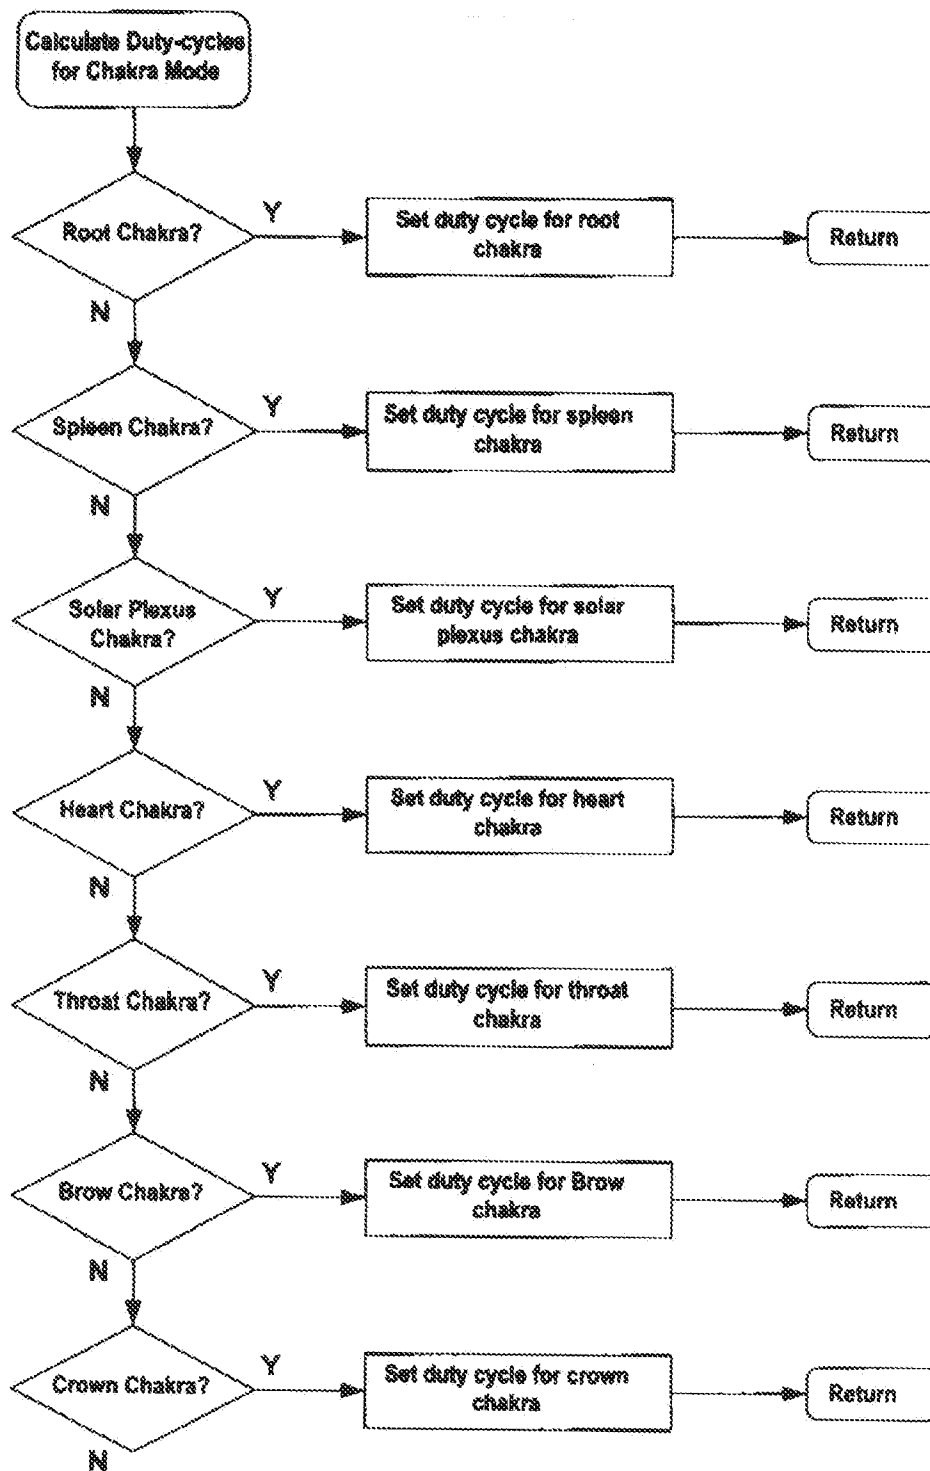 Calculate Duty-cycles
for Chakra Mode
Root Chakra?
Y
Set duty cycle for root
chakra
Return
N
Spleen Chakra?
Y
Set duty cycle for spleen
chakra
Return
N
Solar Plexus
Chakra?
Y
Set duty cycle for solar
plexus chakra
Return
N
Heart Chakra?
Y
Set duty cycle for heart
chakra
Return
N
Throat Chakra?
Y
Set duty cycle for throat
chakra
Return
N
Brow Chakra?
Y
Set duty cycle for Brow
chakra
Return
N
Crown Chakra?
Y
Set duty cycle for crown
chakra
Return
N